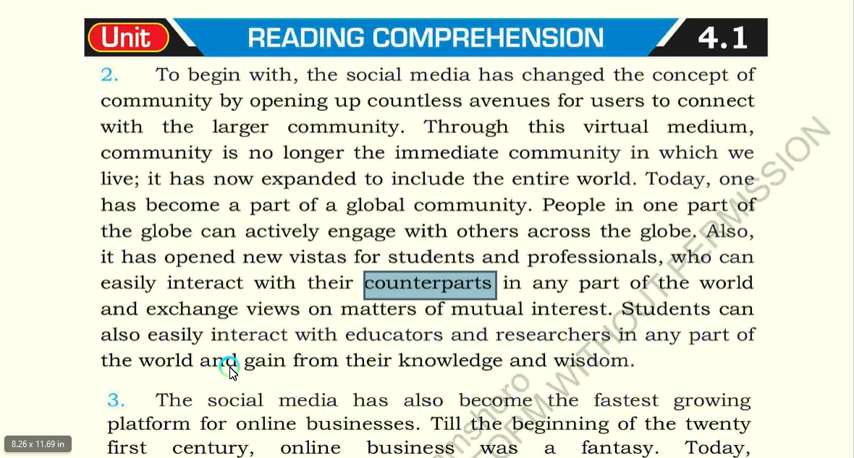 Unit READING COMPREHENSION 4.1
2. To begin with, the social media has changed the concept of
community by opening up countless avenues for users to connect
with the larger community. Through this virtual medium,
community is no longer the immediate community in which we
live; it has now expanded to include the entire world. Today, one
has become a part of a global community. People in one part of
the globe can actively engage with others across the globe. Also,
it has opened new vistas for students and professionals, who can
easily interact with their counterparts in any part of the world
and exchange views on matters of mutual interest. Students can
also easily interact with educators and researchers in any part of
the world and gain from their knowledge and wisdom.
3. The social media has also become the fastest growing
platform for online businesses. Till the beginning of the twenty
first century, online business was a fantasy. Today,
8.26 x 11.69 in
WITHOUT PERMISSION